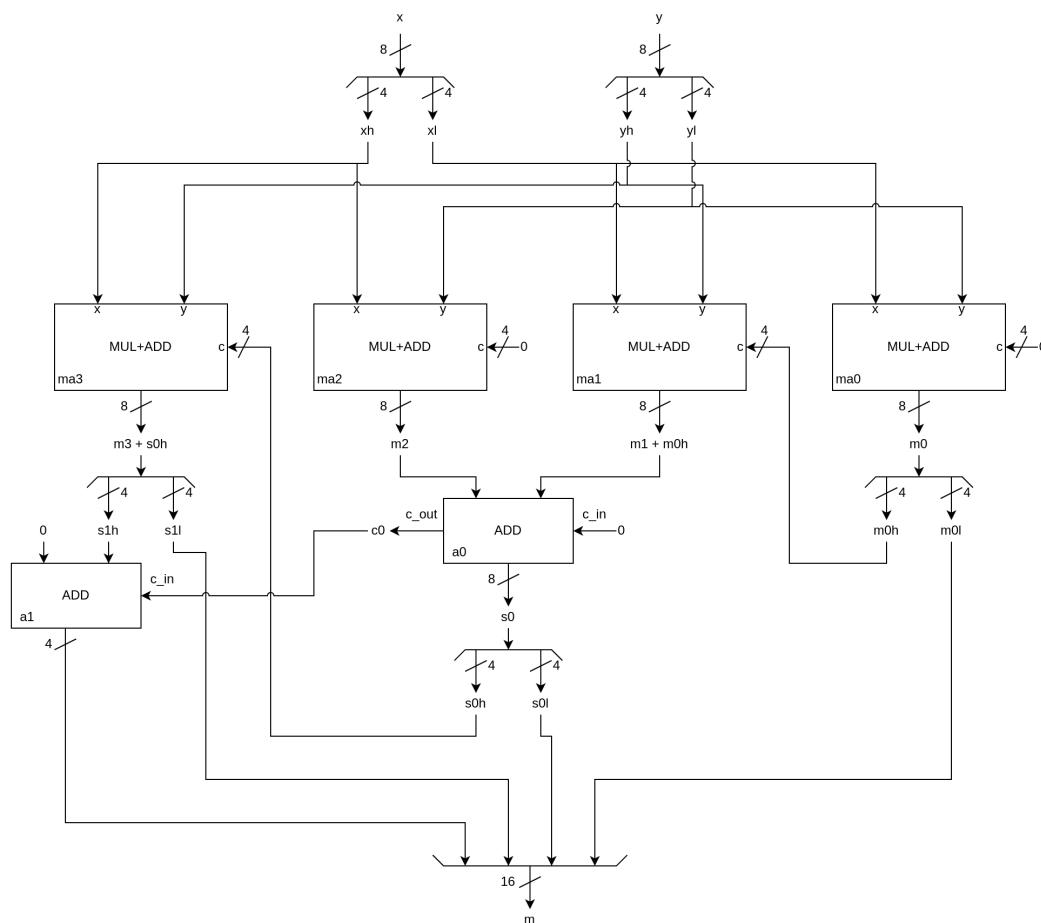 x y
8 8
4 4 4 4
xh xl yh yl
x y x y x y x y
4 4 4 4
MUL+ADD c MUL+ADD c 0 MUL+ADD c MUL+ADD c 0
ma3 ma2 ma1 ma0
8 8 8 8
m3 + s0h m2 m1 + m0h m0
4 4 4 4
c_out c_in
0 s1h s1l c0 ADD 0 m0h m0l
a0
c_in 8
ADD
a1 s0
4
4 4
s0h s0l
16
m